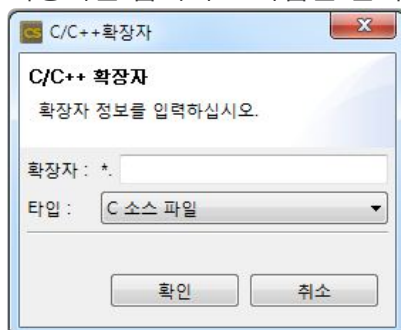 CS C/C++확장자
C/C++ 확장자
확장자 정보를 입력하십시오.
확장자 : *.
타입 : C 소스 파일
확인 취소